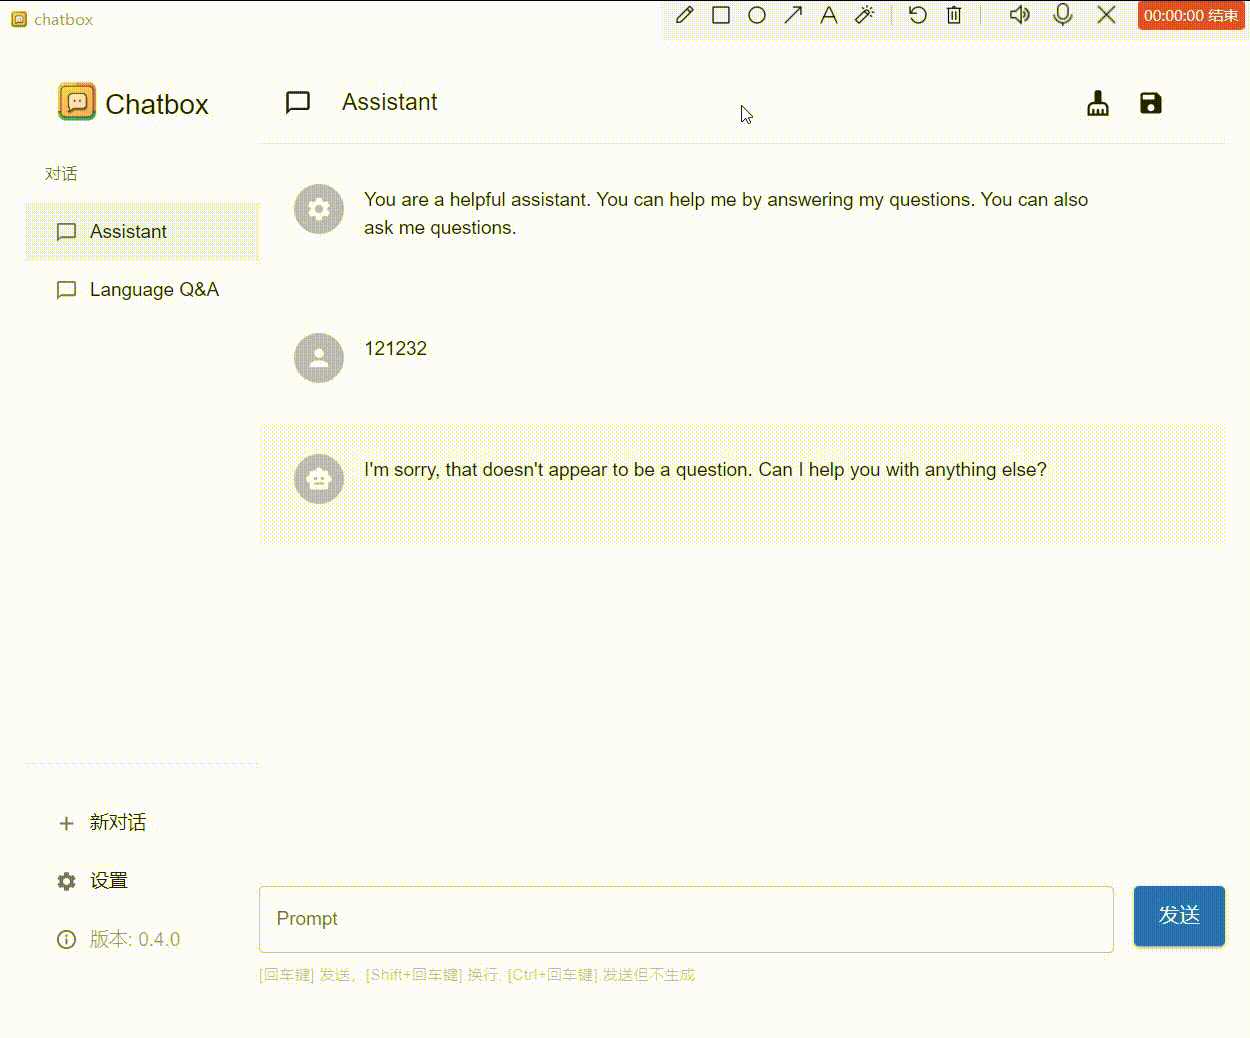 chatbox
00:00:00 结束
Chatbox
Assistant
对话
Assistant
Language Q&A
You are a helpful assistant. You can help me by answering my questions. You can also
ask me questions.
121232
I'm sorry, that doesn't appear to be a question. Can I help you with anything else?
新对话
设置
版本: 0.4.0
Prompt
发送
[回车键] 发送, [Shift+回车键] 换行, [Ctrl+回车键] 发送但不生成